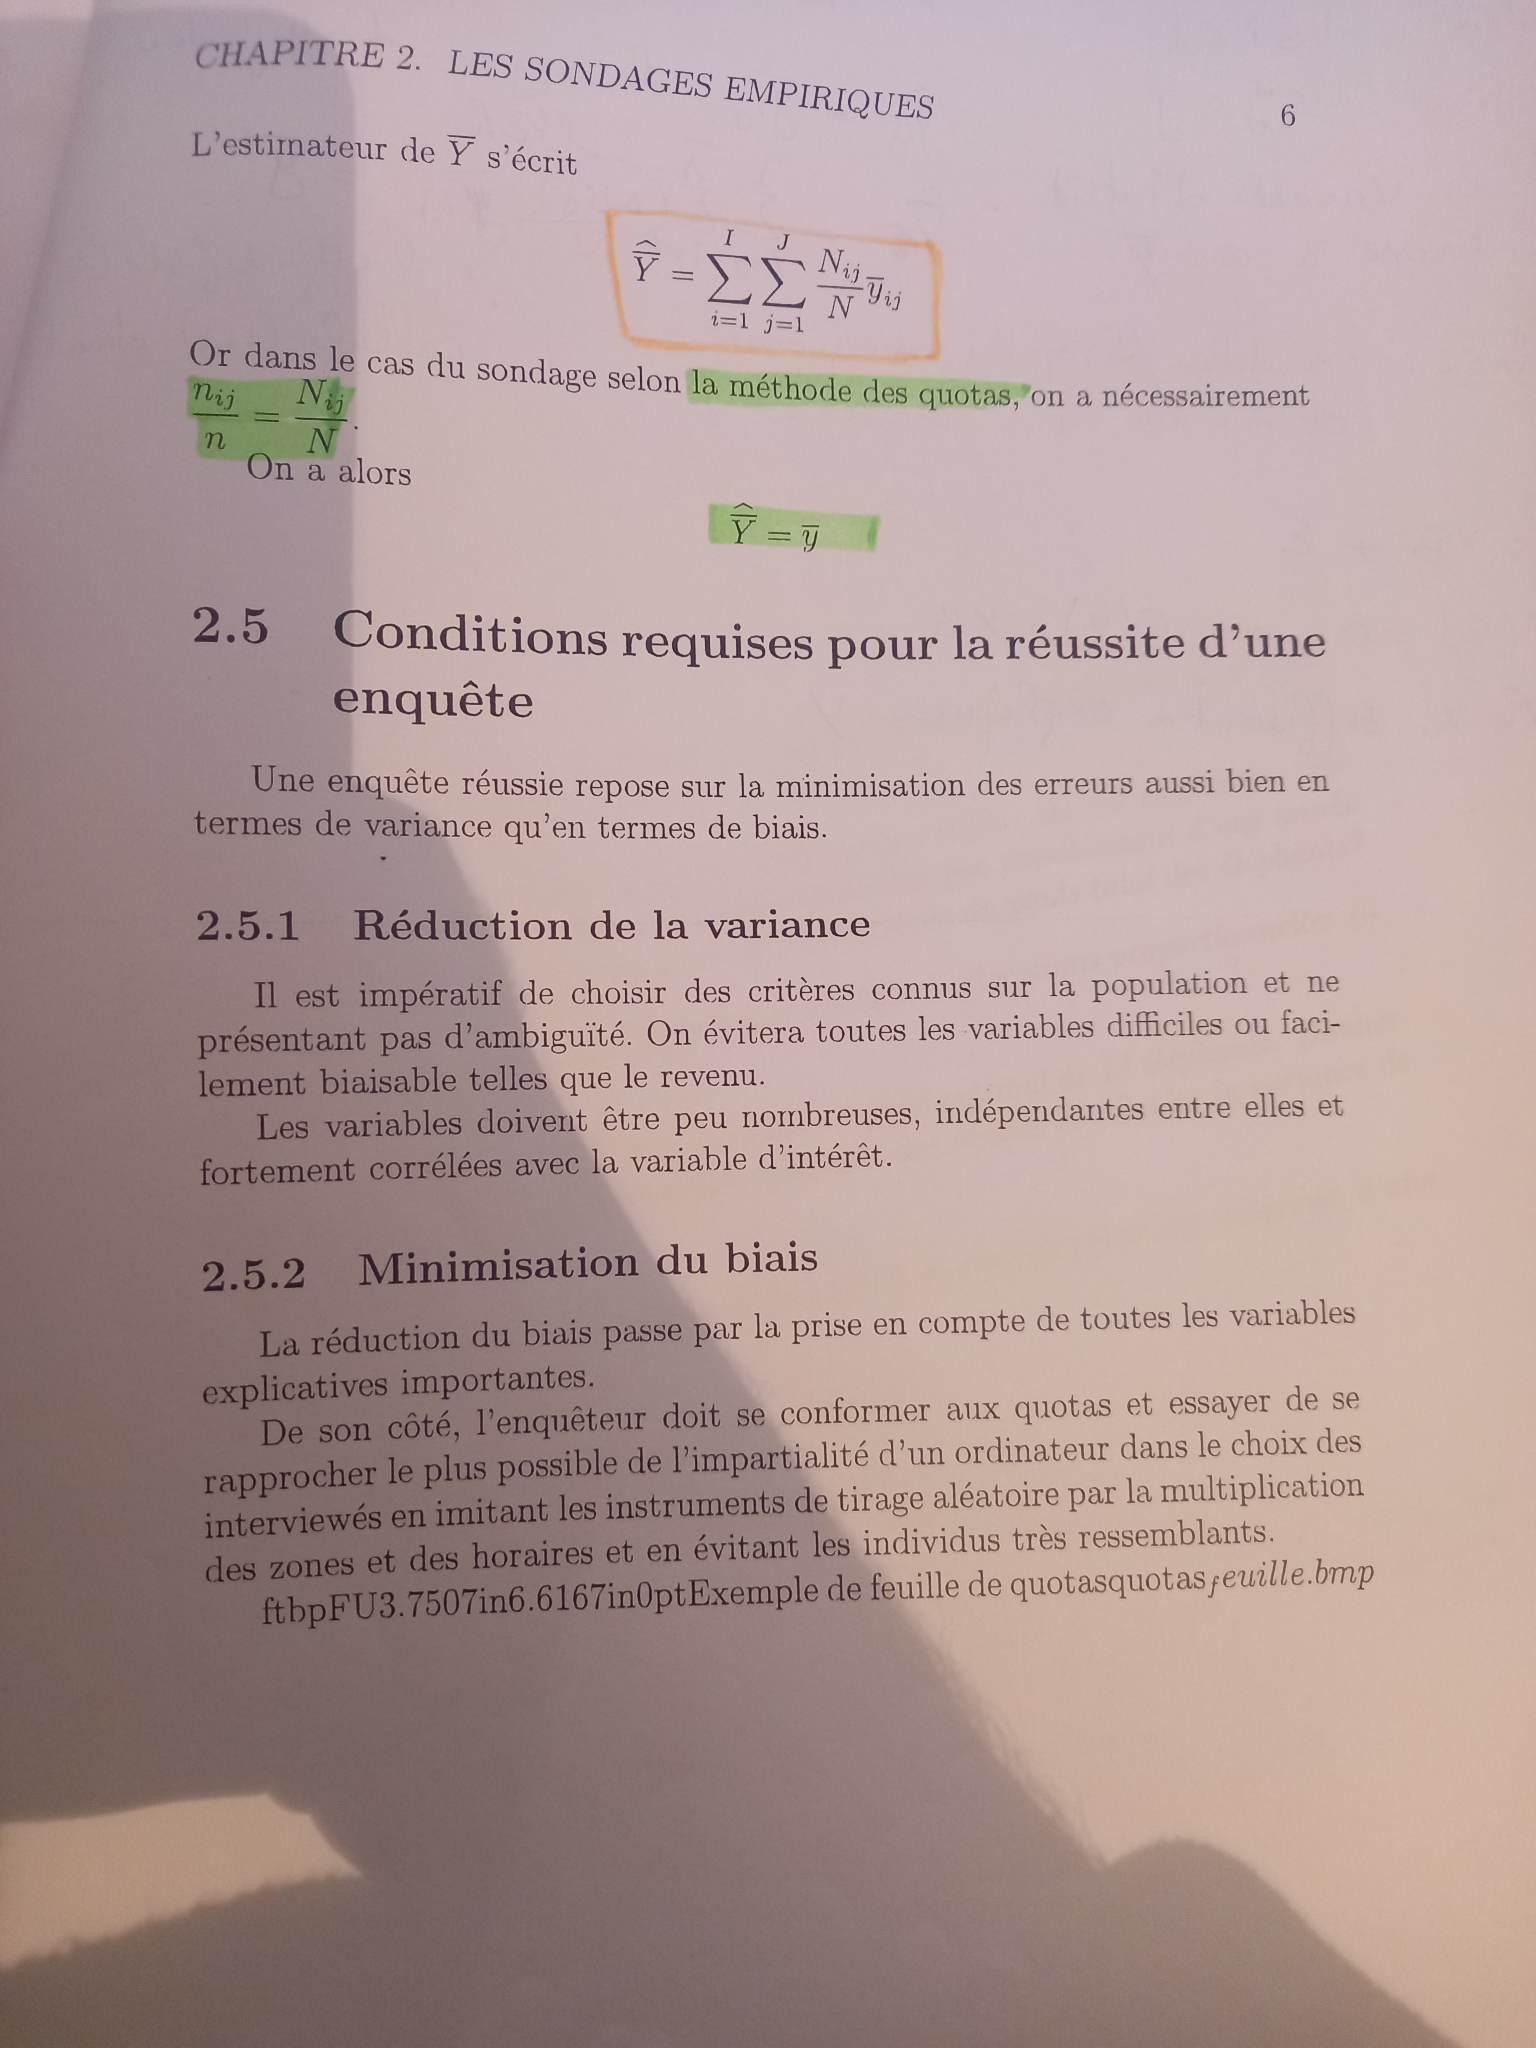 CHAPITRE 2. LES SONDAGES EMPIRIQUES 6
L'estimateur de $\overline{Y}$ s'écrit
$\widehat{\overline{Y}} = \sum_{i=1}^{I} \sum_{j=1}^{J} \frac{N_{ij}}{N} \overline{y}_{ij}$
Or dans le cas du sondage selon la méthode des quotas, on a nécessairement
$\frac{n_{ij}}{n} = \frac{N_{ij}}{N}$.
On a alors
$\widehat{\overline{Y}} = \overline{y}$
2.5 Conditions requises pour la réussite d'une
enquête
Une enquête réussie repose sur la minimisation des erreurs aussi bien en
termes de variance qu'en termes de biais.
2.5.1 Réduction de la variance
Il est impératif de choisir des critères connus sur la population et ne
présentant pas d'ambiguïté. On évitera toutes les variables difficiles ou faci-
lement biaisable telles que le revenu.
Les variables doivent être peu nombreuses, indépendantes entre elles et
fortement corrélées avec la variable d'intérêt.
2.5.2 Minimisation du biais
La réduction du biais passe par la prise en compte de toutes les variables
explicatives importantes.
De son côté, l'enquêteur doit se conformer aux quotas et essayer de se
rapprocher le plus possible de l'impartialité d'un ordinateur dans le choix des
interviewés en imitant les instruments de tirage aléatoire par la multiplication
des zones et des horaires et en évitant les individus très ressemblants.
ftbpFU3.7507in6.6167in0ptExemple de feuille de quotasquotas$_f$euille.bmp